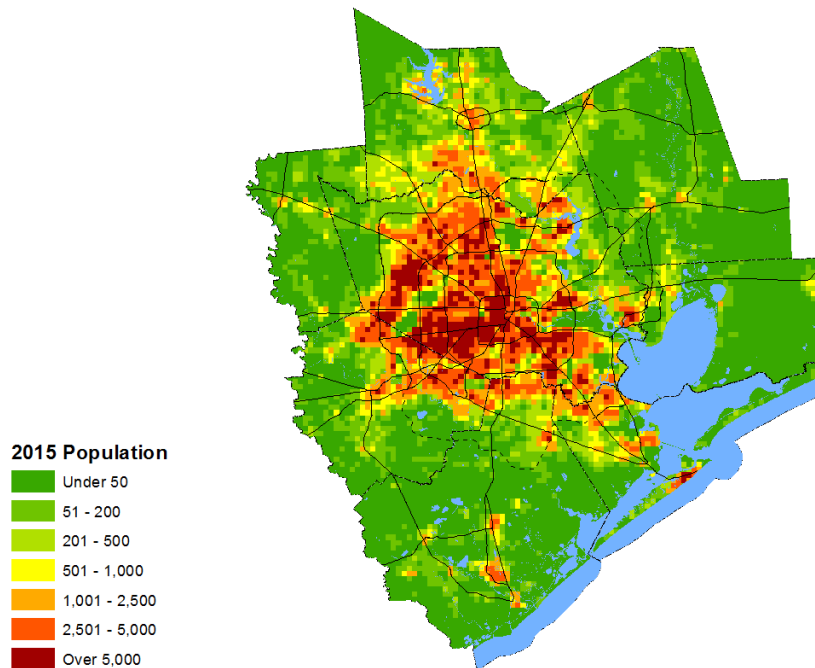 2015 Population
Under 50
51 - 200
201 - 500
501 - 1,000
1,001 - 2,500
2,501 - 5,000
Over 5,000